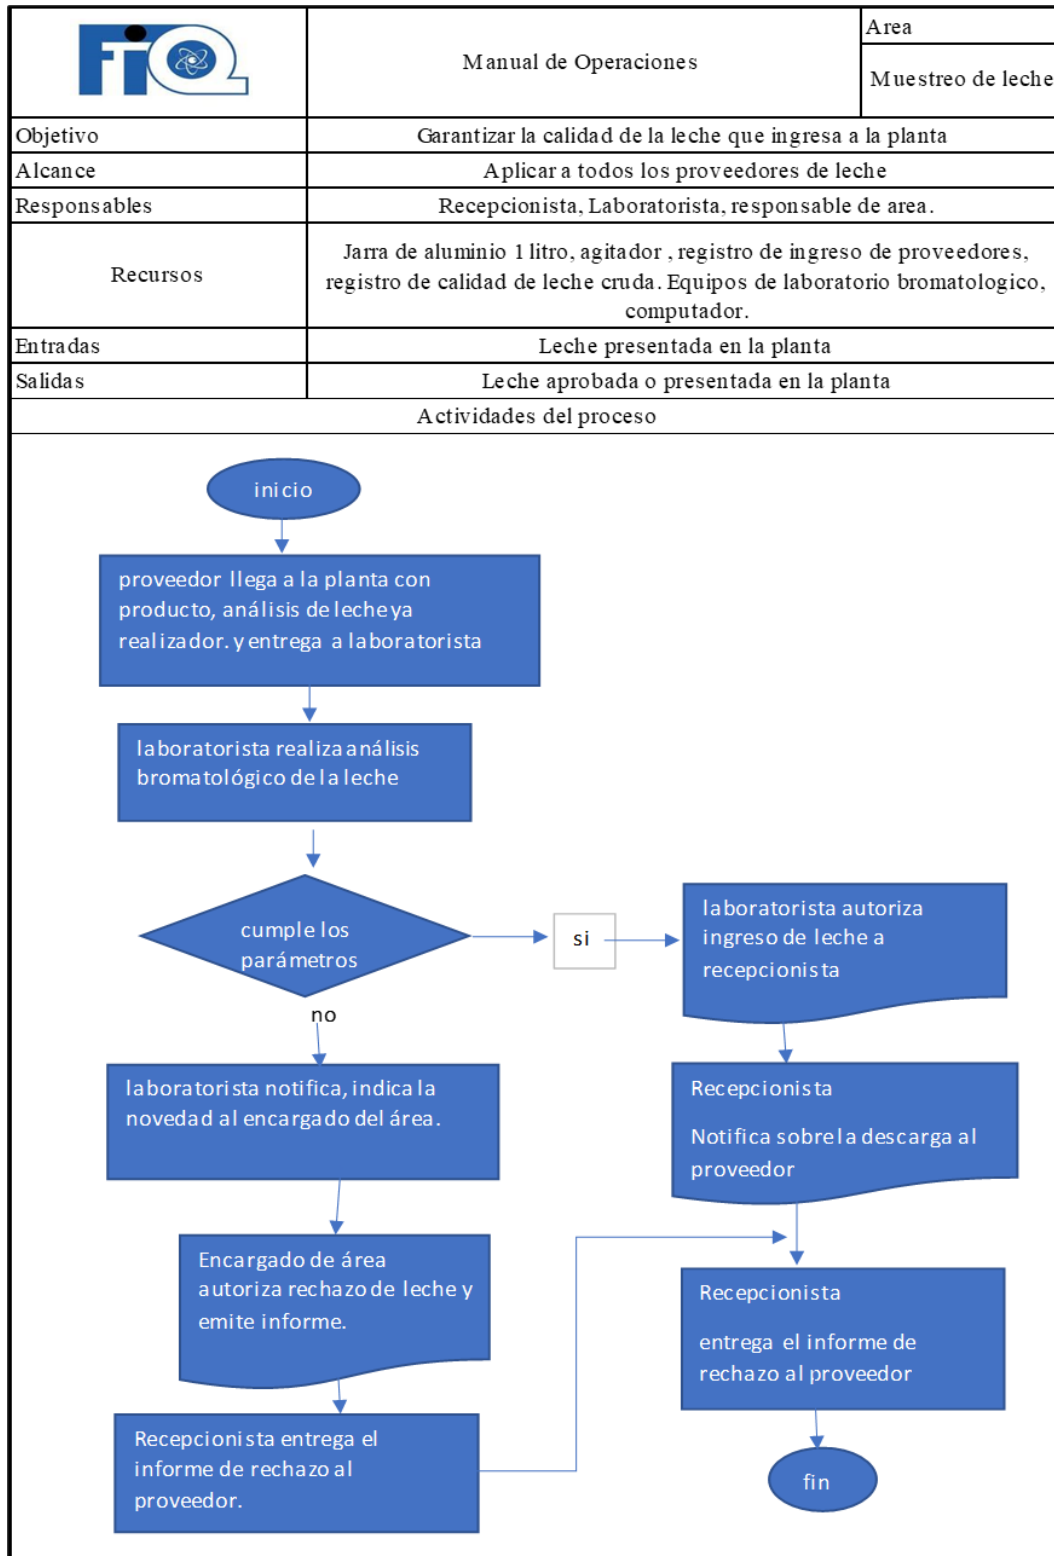 FIQ
Manual de Operaciones
Area
Muestreo de leche
Objetivo
Garantizar la calidad de la leche que ingresa a la planta
Alcance
Aplicar a todos los proveedores de leche
Responsables
Recepcionista, Laboratorista, responsable de area.
Recursos
Jarra de aluminio 1 litro, agitador , registro de ingreso de proveedores,
registro de calidad de leche cruda. Equipos de laboratorio bromatologico,
computador.
Entradas
Leche presentada en la planta
Salidas
Leche aprobada o presentada en la planta
Actividades del proceso
inicio
proveedor llega a la planta con
producto, análisis de leche ya
realizador. y entrega a laboratorista
laboratorista realiza análisis
bromatológico de la leche
cumple los
parámetros
si
laboratorista autoriza
ingreso de leche a
recepcionista
no
laboratorista notifica, indica la
novedad al encargado del área.
Recepcionista
Notifica sobre la descarga al
proveedor
Encargado de área
autoriza rechazo de leche y
emite informe.
Recepcionista
entrega el informe de
rechazo al proveedor
Recepcionista entrega el
informe de rechazo al
proveedor.
fin